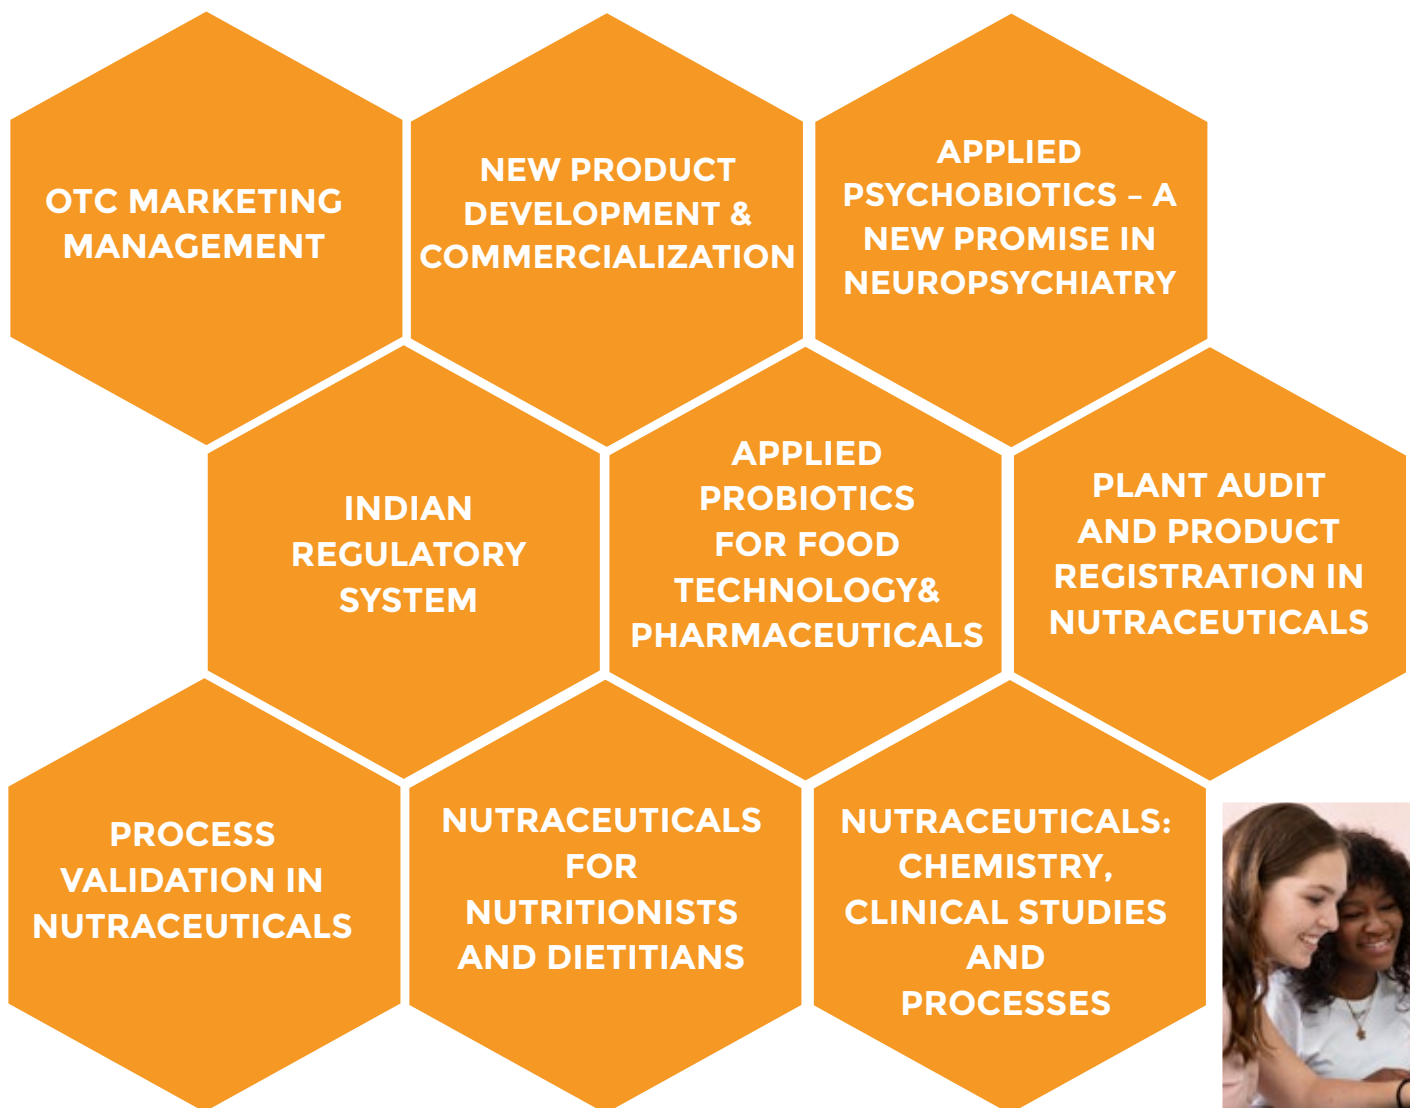 OTC MARKETING
MANAGEMENT
NEW PRODUCT
DEVELOPMENT &
COMMERCIALIZATION
APPLIED
PSYCHOBIOTICS – A
NEW PROMISE IN
NEUROPSYCHIATRY
INDIAN
REGULATORY
SYSTEM
APPLIED
PROBIOTICS
FOR FOOD
TECHNOLOGY&
PHARMACEUTICALS
PLANT AUDIT
AND PRODUCT
REGISTRATION IN
NUTRACEUTICALS
PROCESS
VALIDATION IN
NUTRACEUTICALS
NUTRACEUTICALS
FOR
NUTRITIONISTS
AND DIETITIANS
NUTRACEUTICALS:
CHEMISTRY,
CLINICAL STUDIES
AND
PROCESSES